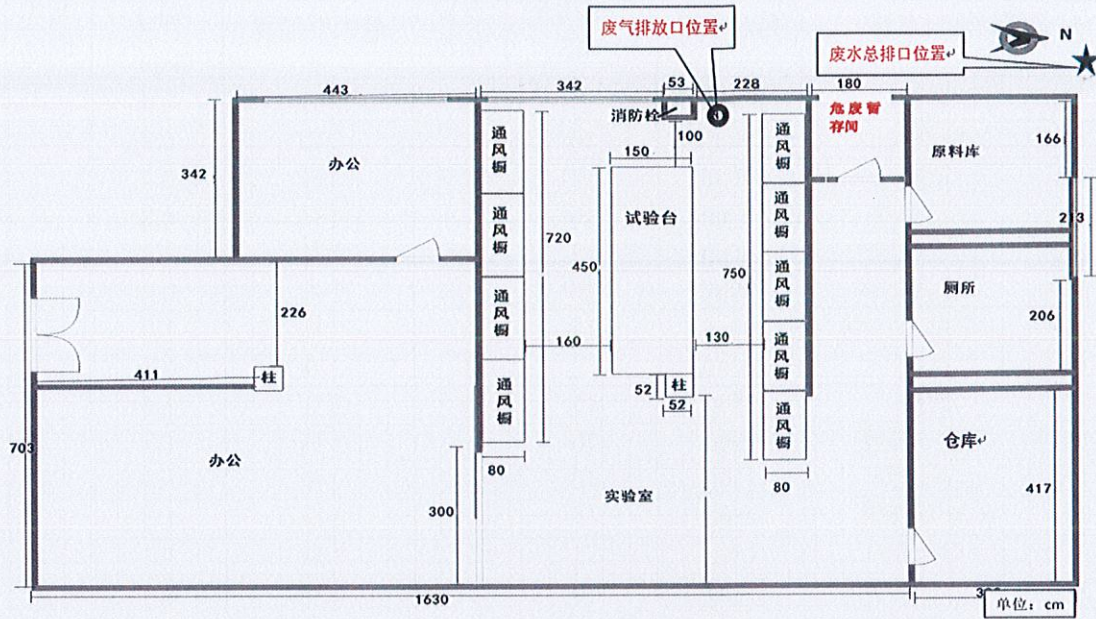 废气排放口位置
N
废水总排口位置
443
342
53
228
180
消防栓
危废暂
存间
100
150
办公
342
通风橱
通风橱
通风橱
通风橱
720
试验台
450
160
130
750
通风橱
通风橱
通风橱
通风橱
通风橱
原料库
166
213
厕所
206
226
411
柱
柱
52
52
703
办公
80
80
300
实验室
仓库
417
1630
单位：cm